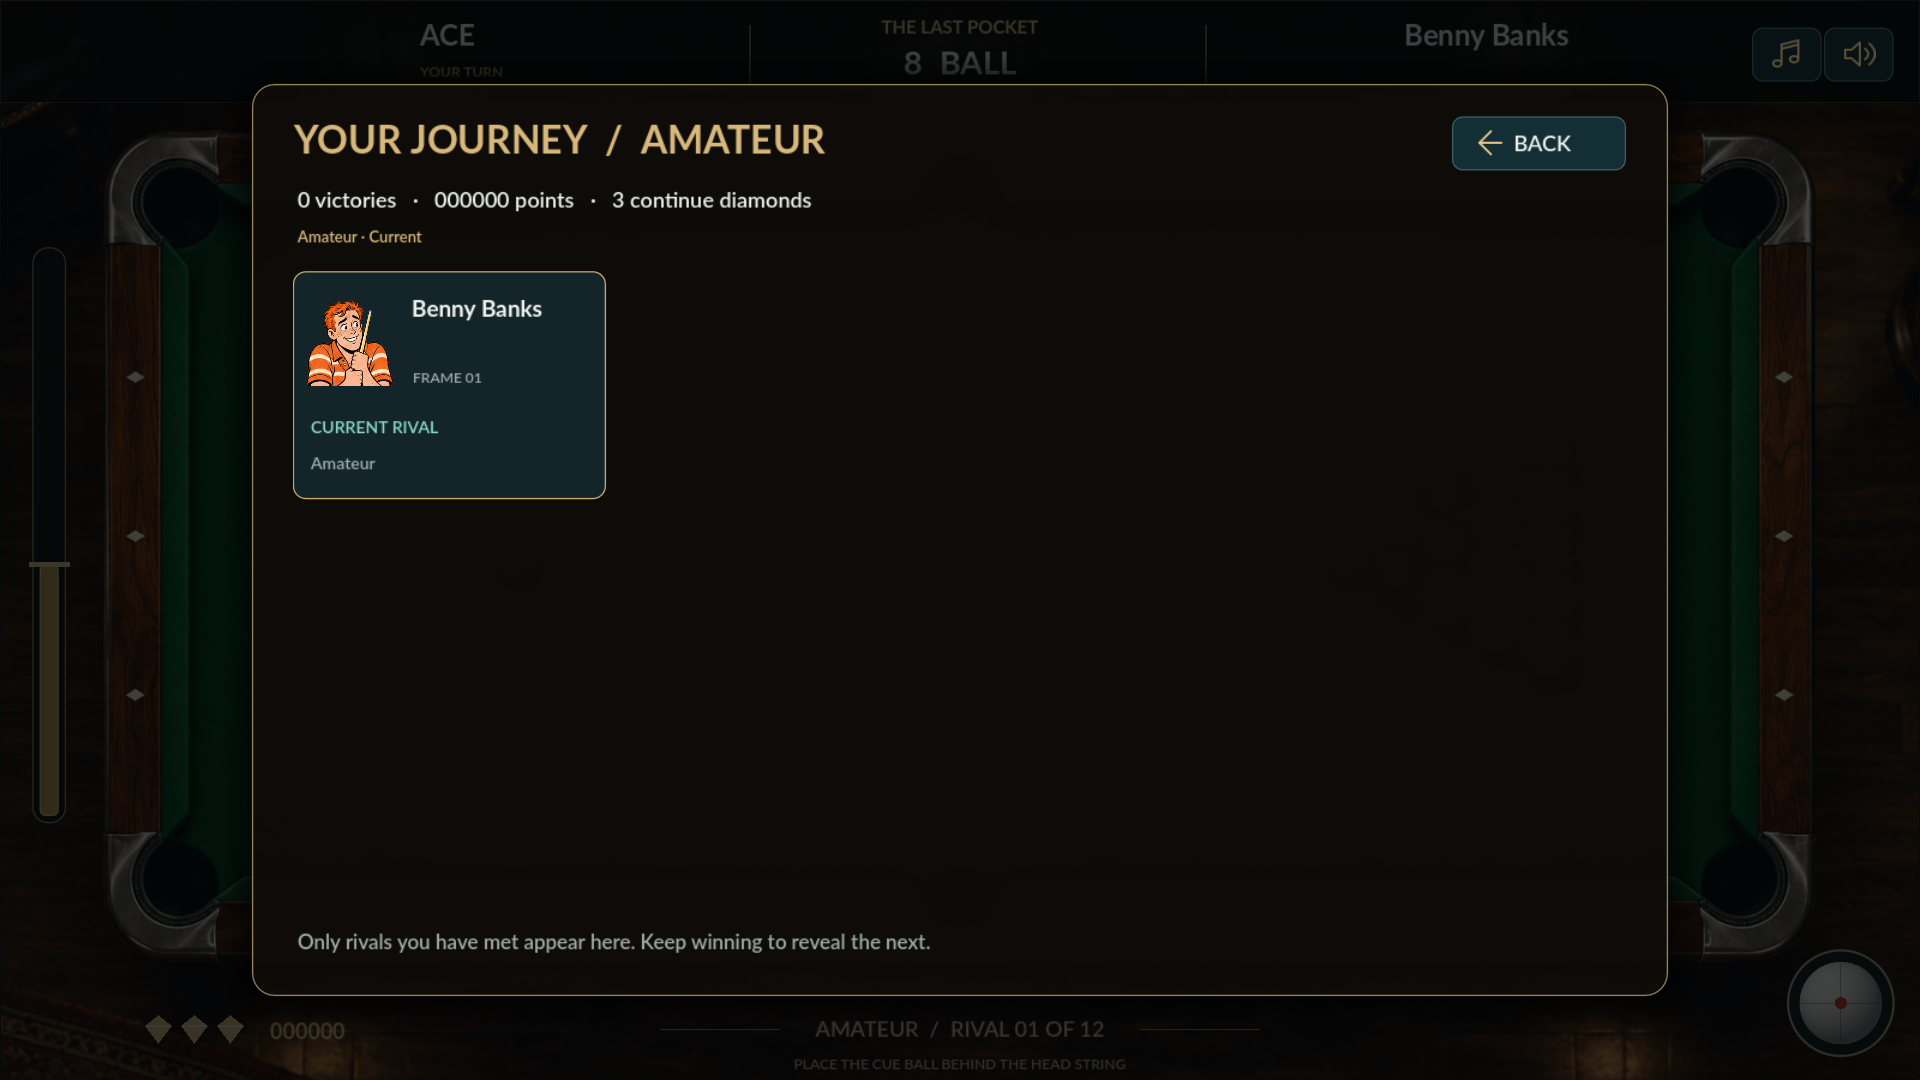 ACE
YOUR TURN
THE LAST POCKET
8 BALL
Benny Banks
YOUR JOURNEY / AMATEUR
BACK
0 victories · 000000 points · 3 continue diamonds
Amateur · Current
Benny Banks
FRAME 01
CURRENT RIVAL
Amateur
Only rivals you have met appear here. Keep winning to reveal the next.
000000
AMATEUR / RIVAL 01 OF 12
PLACE THE CUE BALL BEHIND THE HEAD STRING